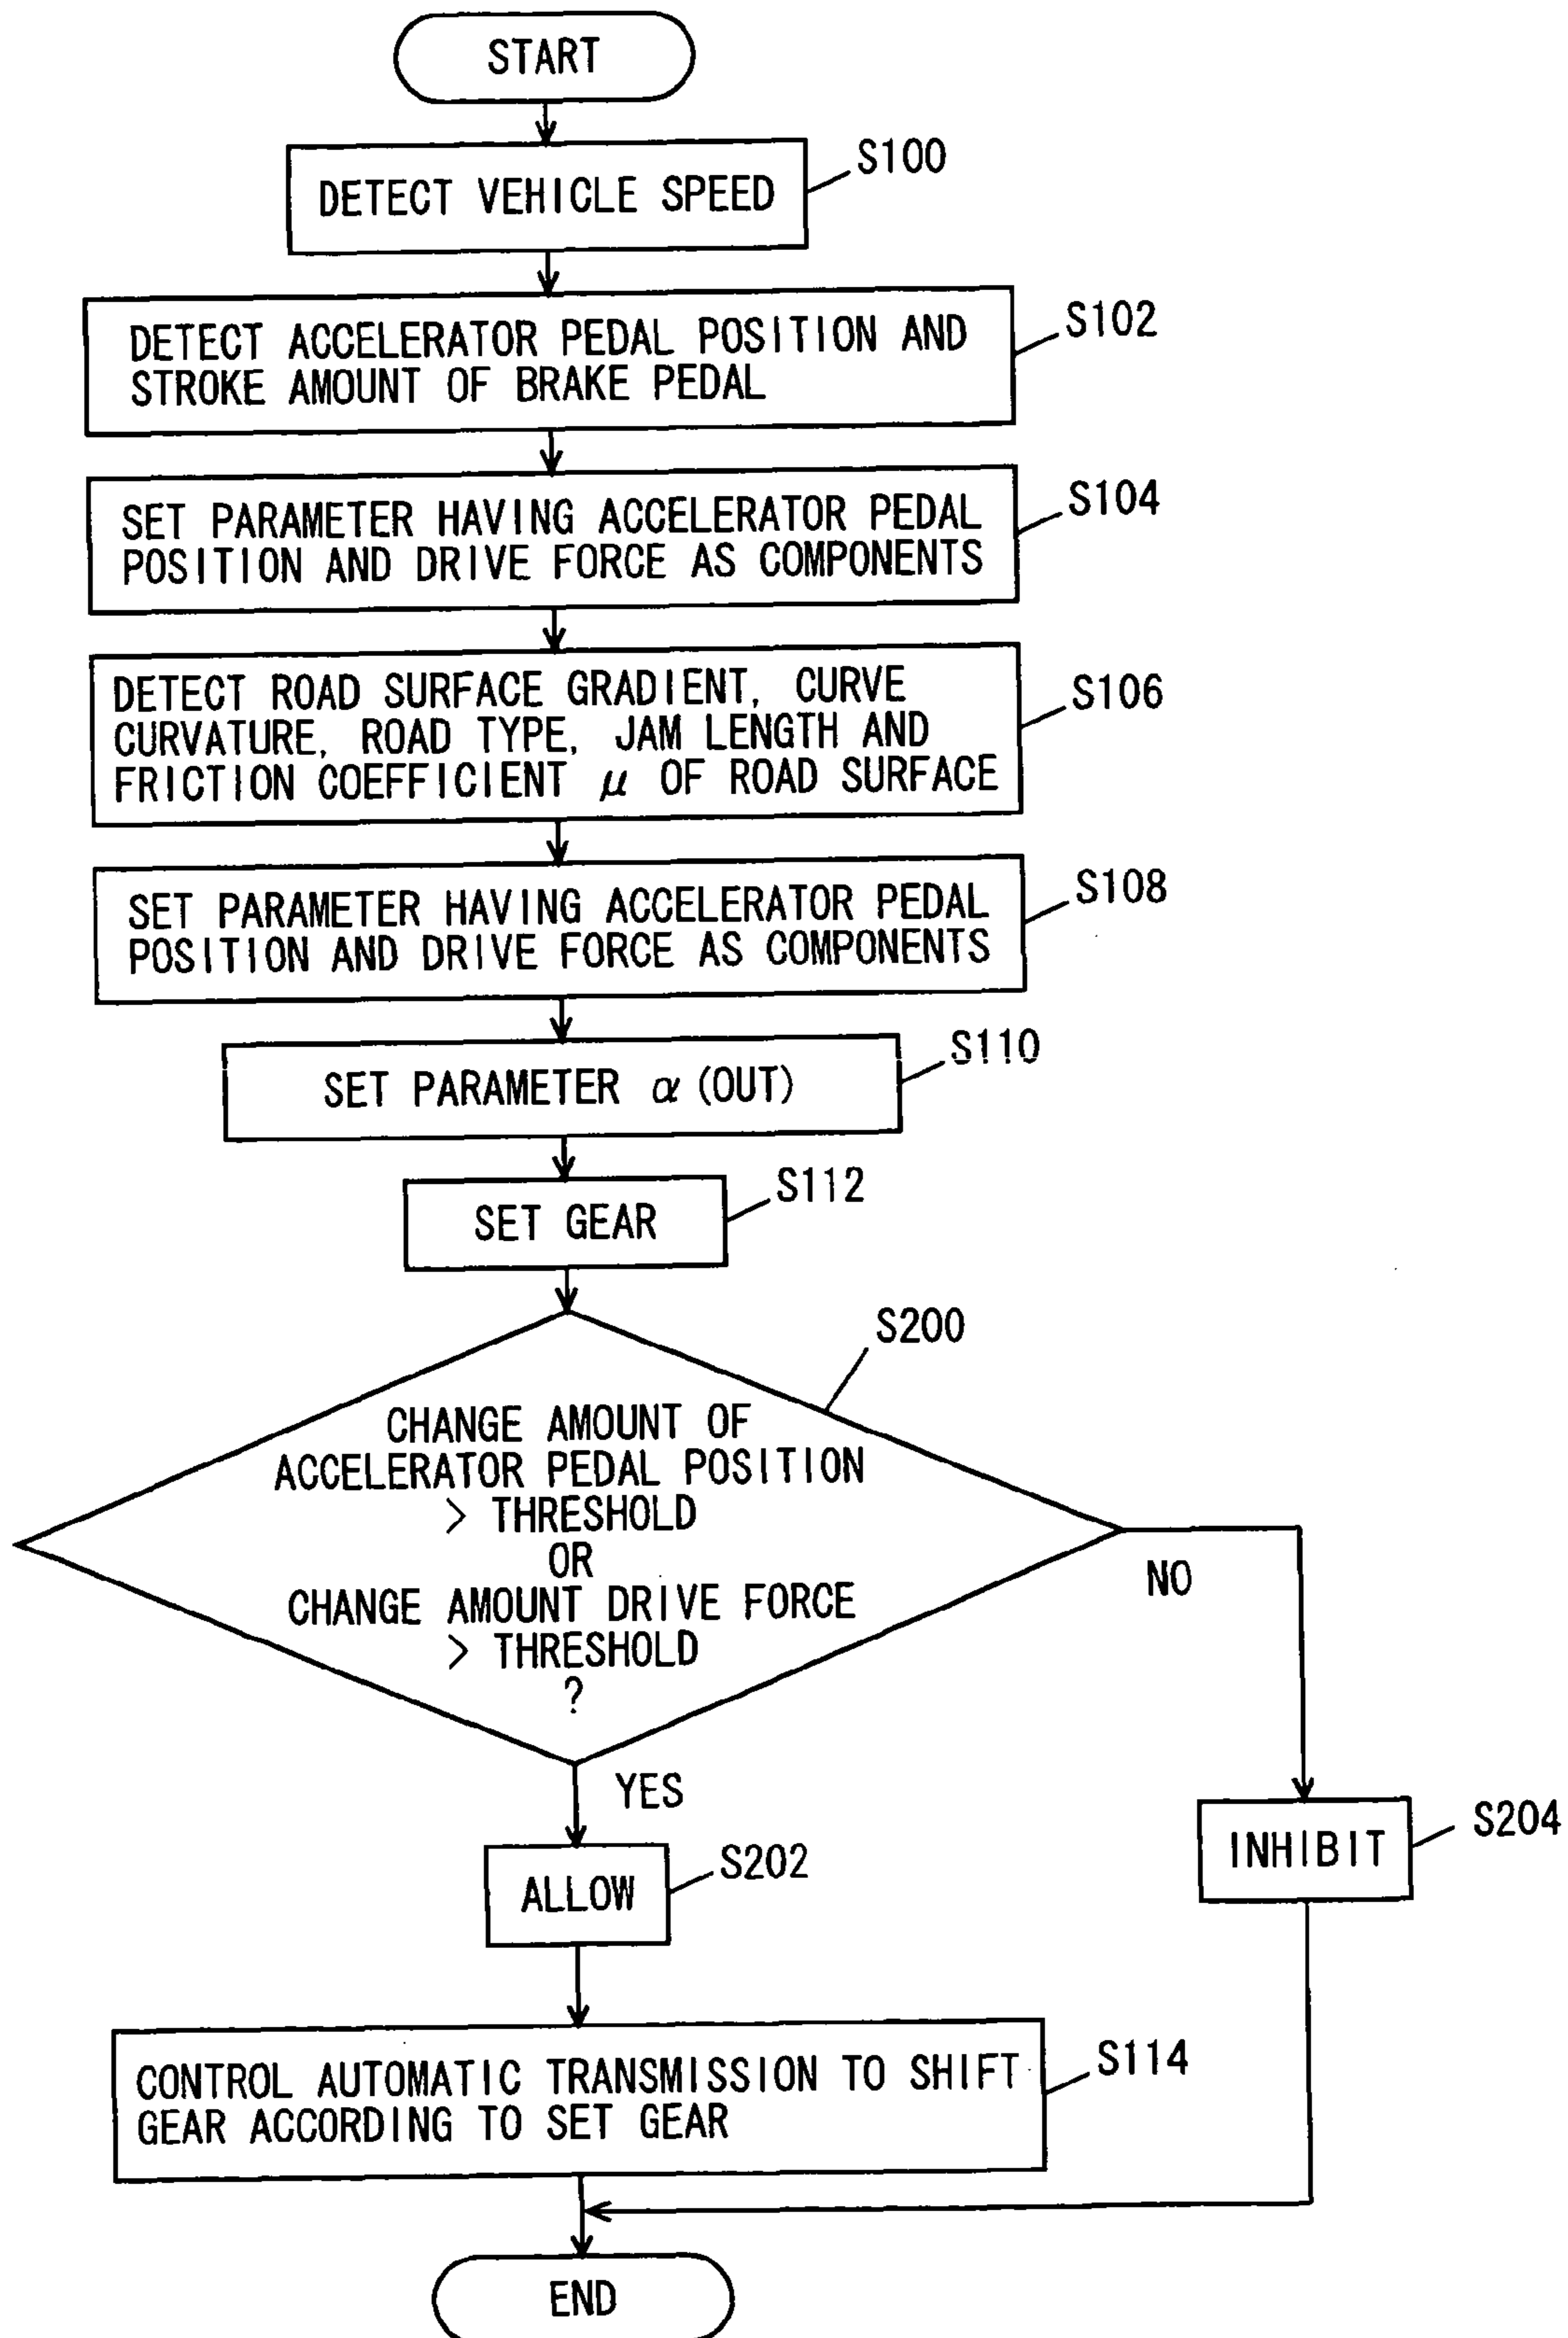 START
DETECT VEHICLE SPEED
S100
DETECT ACCELERATOR PEDAL POSITION AND
STROKE AMOUNT OF BRAKE PEDAL
S102
SET PARAMETER HAVING ACCELERATOR PEDAL
POSITION AND DRIVE FORCE AS COMPONENTS
S104
DETECT ROAD SURFACE GRADIENT, CURVE
CURVATURE, ROAD TYPE, JAM LENGTH AND
FRICTION COEFFICIENT μ OF ROAD SURFACE
S106
SET PARAMETER HAVING ACCELERATOR PEDAL
POSITION AND DRIVE FORCE AS COMPONENTS
S108
SET PARAMETER α (OUT)
S110
SET GEAR
S112
S200
CHANGE AMOUNT OF
ACCELERATOR PEDAL POSITION
> THRESHOLD
OR
CHANGE AMOUNT DRIVE FORCE
> THRESHOLD
?
NO
YES
ALLOW
S202
INHIBIT
S204
CONTROL AUTOMATIC TRANSMISSION TO SHIFT
GEAR ACCORDING TO SET GEAR
S114
END